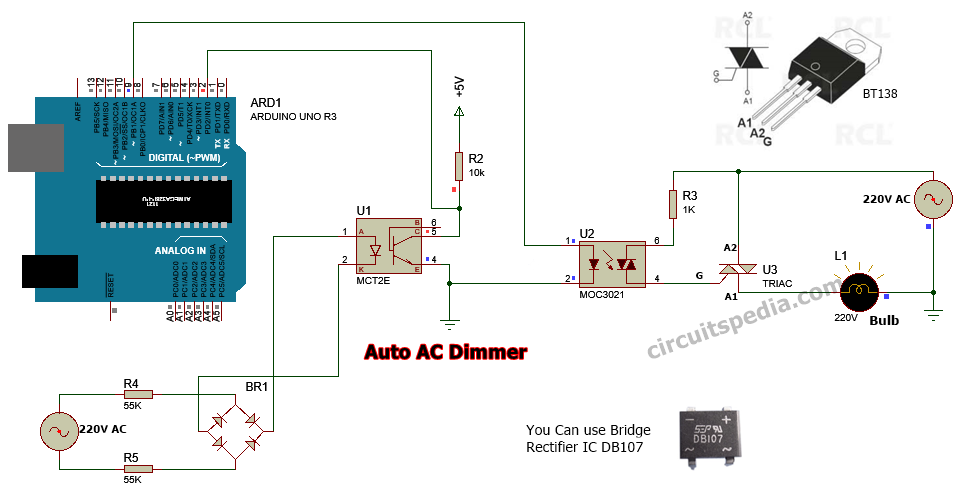 A2
G
A1
RCL
RCL
BT138
A1
A2
G
RCL
RCL
ARD1
ARDUINO UNO R3
AREF
13
12
11
10
9
8
7
6
5
4
3
2
1
0
PB5/SCK
PB4/MISO
~ PB3/MOSI/OC2A
~ PB2/SS/OC1B
~ PB1/OC1A
PB0/ICP1/CLKO
PD7/AIN1
~ PD6/AIN0
~ PD5/T1
PD4/T0/XCK
~ PD3/INT1
PD2/INT0
TX PD1/TXD
RX PD0/RXD
DIGITAL (~PWM)
1121
ANALOG IN
RESET
PC0/ADC0
PC1/ADC1
PC2/ADC2
PC3/ADC3
PC4/ADC4/SDA
PC5/ADC5/SCL
A0
A1
A2
A3
A4
A5
+5V
R2
10k
U1
1
2
A
K
B
C
E
6
5
4
MCT2E
U2
1
2
6
4
MOC3021
R3
1K
A2
G
A1
U3
TRIAC
220V AC
L1
220V
Bulb
circuitspedia.com
Auto AC Dimmer
220V AC
R4
55K
R5
55K
BR1
You Can use Bridge
Rectifier IC DB107
- +
SEP
DB107